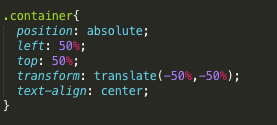 .container{
  position: absolute;
  left: 50%;
  top: 50%;
  transform: translate(-50%,-50%);
  text-align: center;
}